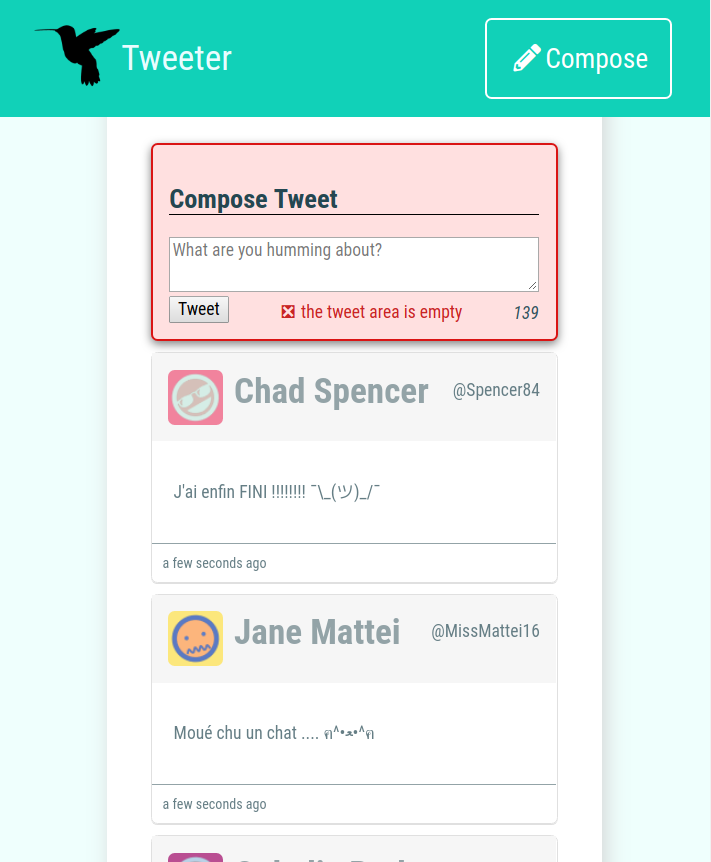 Tweeter
Compose
Compose Tweet
What are you humming about?
Tweet
the tweet area is empty
139
Chad Spencer
@Spencer84
J'ai enfin FINI !!!!!!!! ¯\_(ツ)_/¯
a few seconds ago
Jane Mattei
@MissMattei16
Moué chu un chat .... ฅ^•ﻌ•^ฅ
a few seconds ago